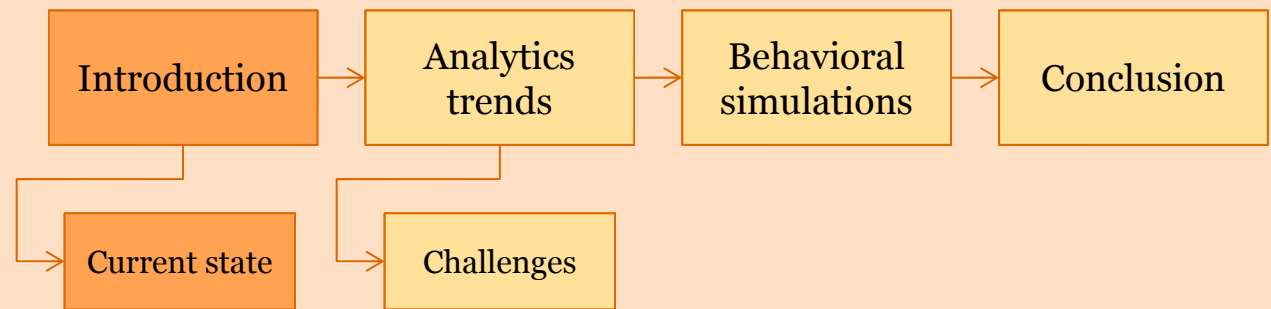 Introduction
Analytics
trends
Behavioral
simulations
Conclusion
Current state
Challenges